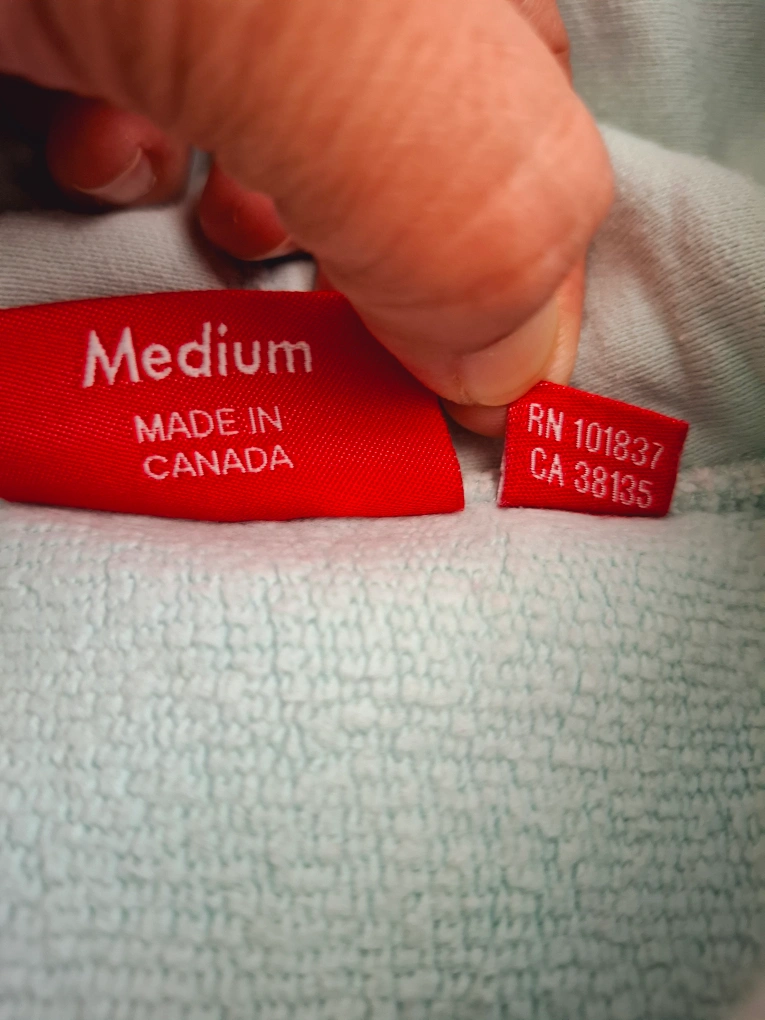 Medium
MADE IN
CANADA
RN 101837
CA 38135